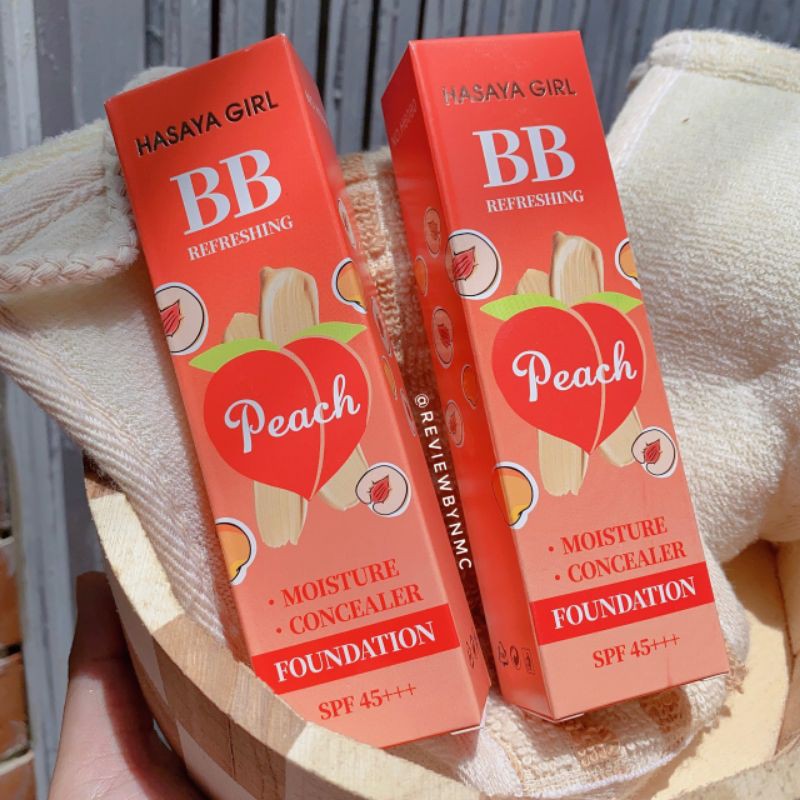 HASAYA GIRL
BB
REFRESHING
Peach
• MOISTURE
• CONCEALER
FOUNDATION
SPF 45+++
HASAYA GIRL
BB
REFRESHING
Peach
• MOISTURE
• CONCEALER
FOUNDATION
SPF 45+++
@REVIEWBYNMC